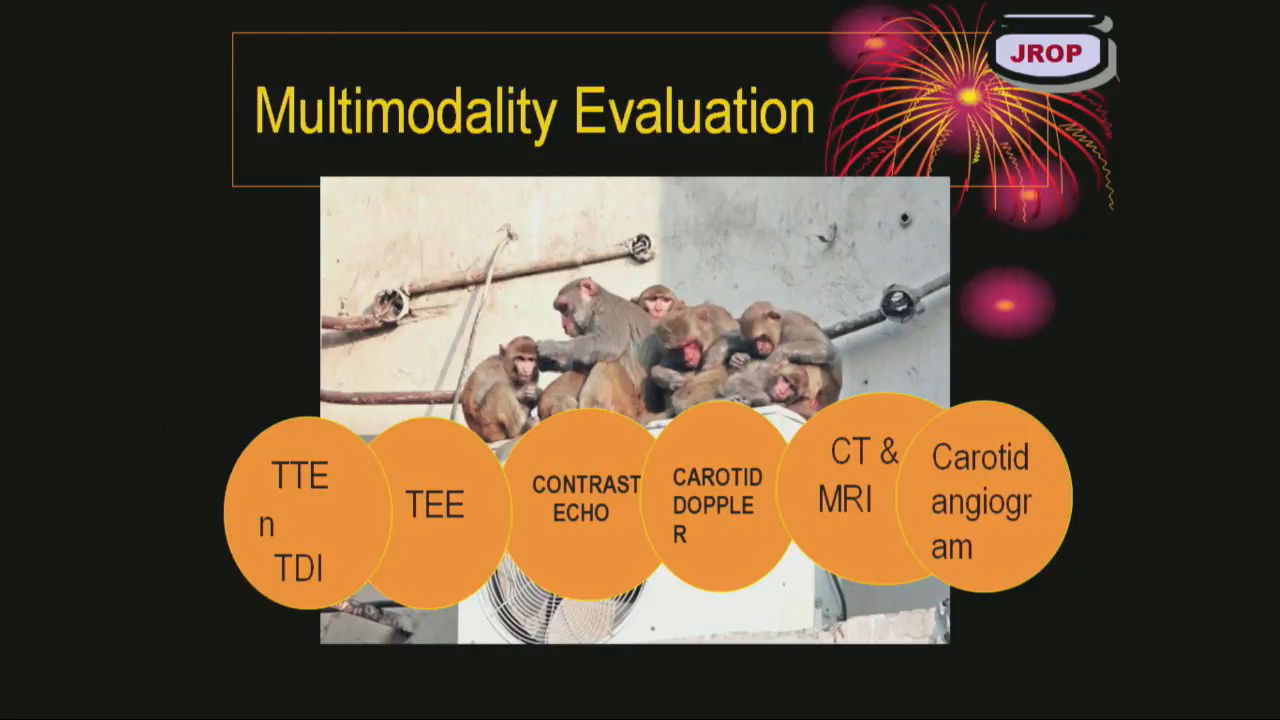 JROP
Multimodality Evaluation
TTE
n
TDI
TEE
CONTRAST
ECHO
CAROTID
DOPPLE
R
CT &
MRI
Carotid
angiogr
am